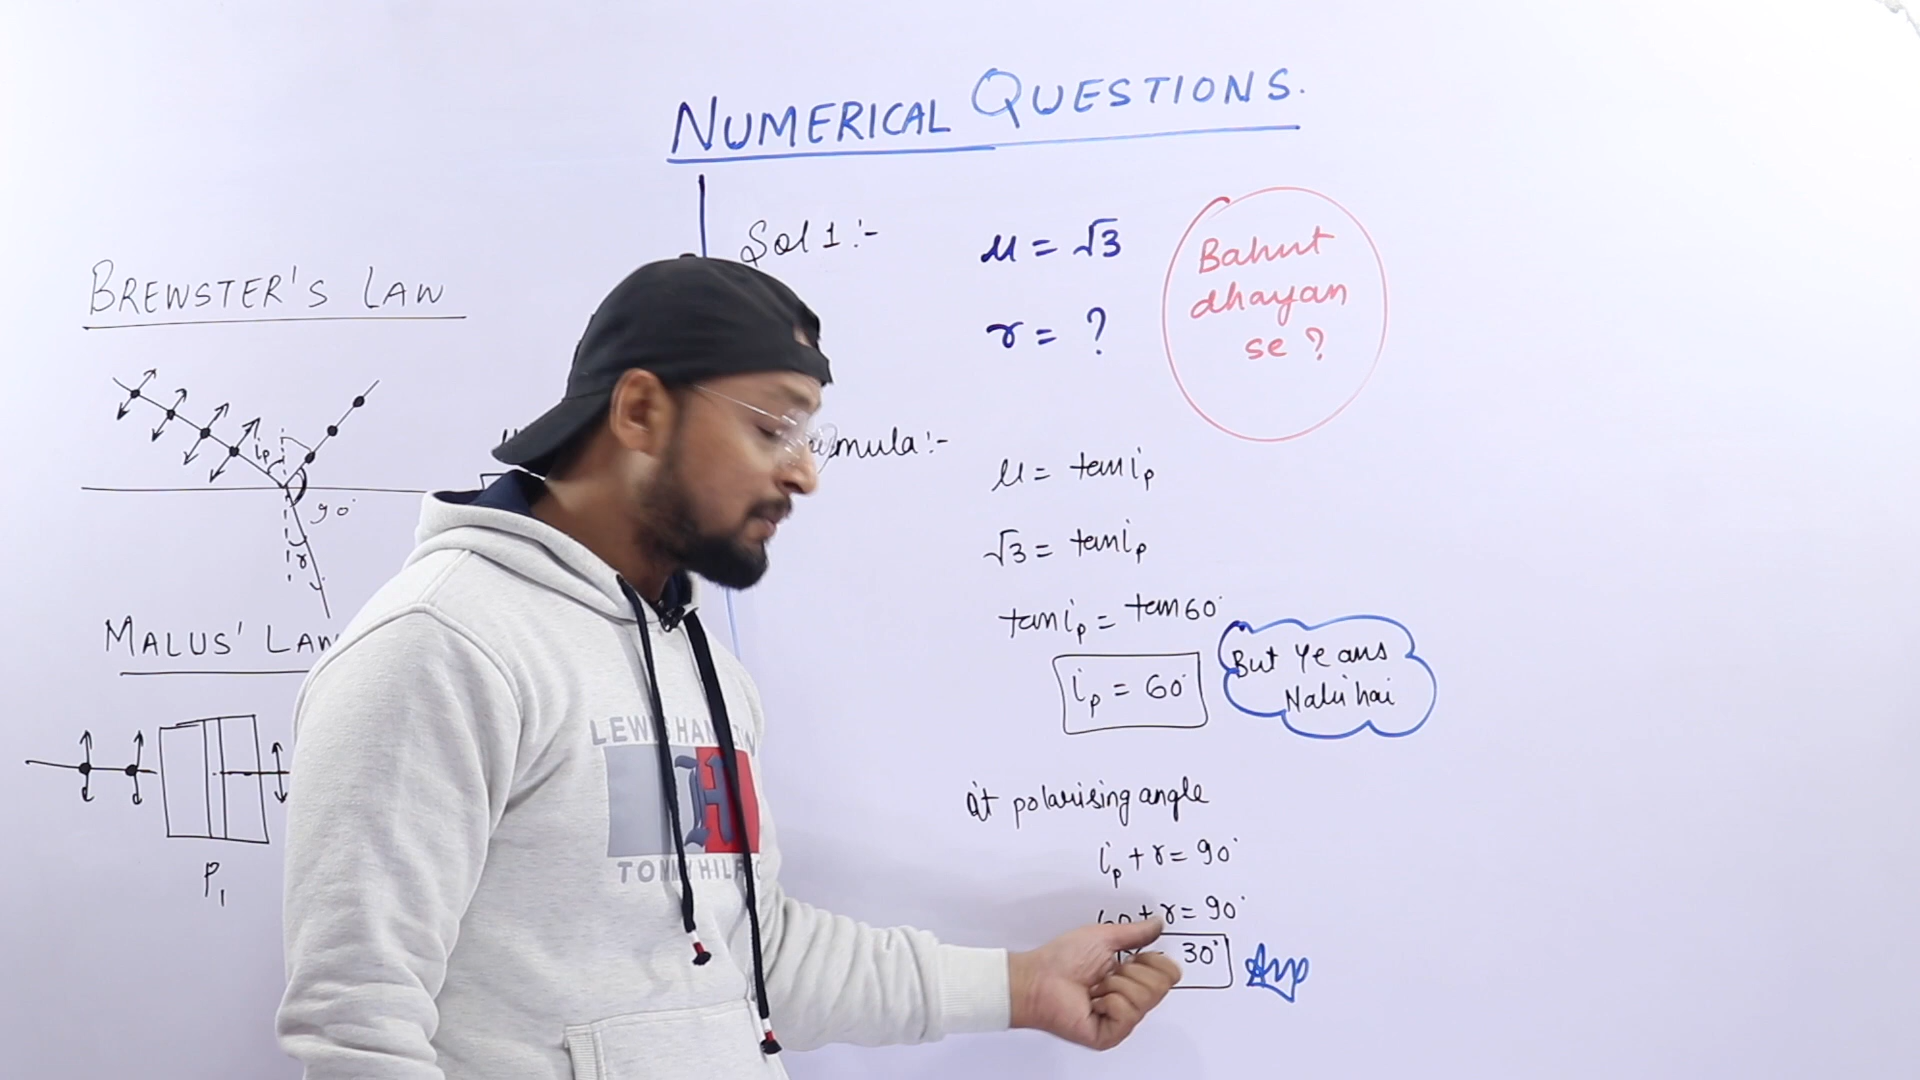 NUMERICAL QUESTIONS.
BREWSTER'S LAW
ip
90°
r
MALUS' LAW
P1
Sol 1:-
μ = √3
r = ?
Bahut
dhayan
se ?
mula:-
μ = tan ip
√3 = tan ip
tan ip = tan 60°
ip = 60°
But Ye ans
Nahi hai
at polarising angle
ip + r = 90°
60 + r = 90°
r = 30°
Ans
LEWIS HAM
H
TOMMY HILF